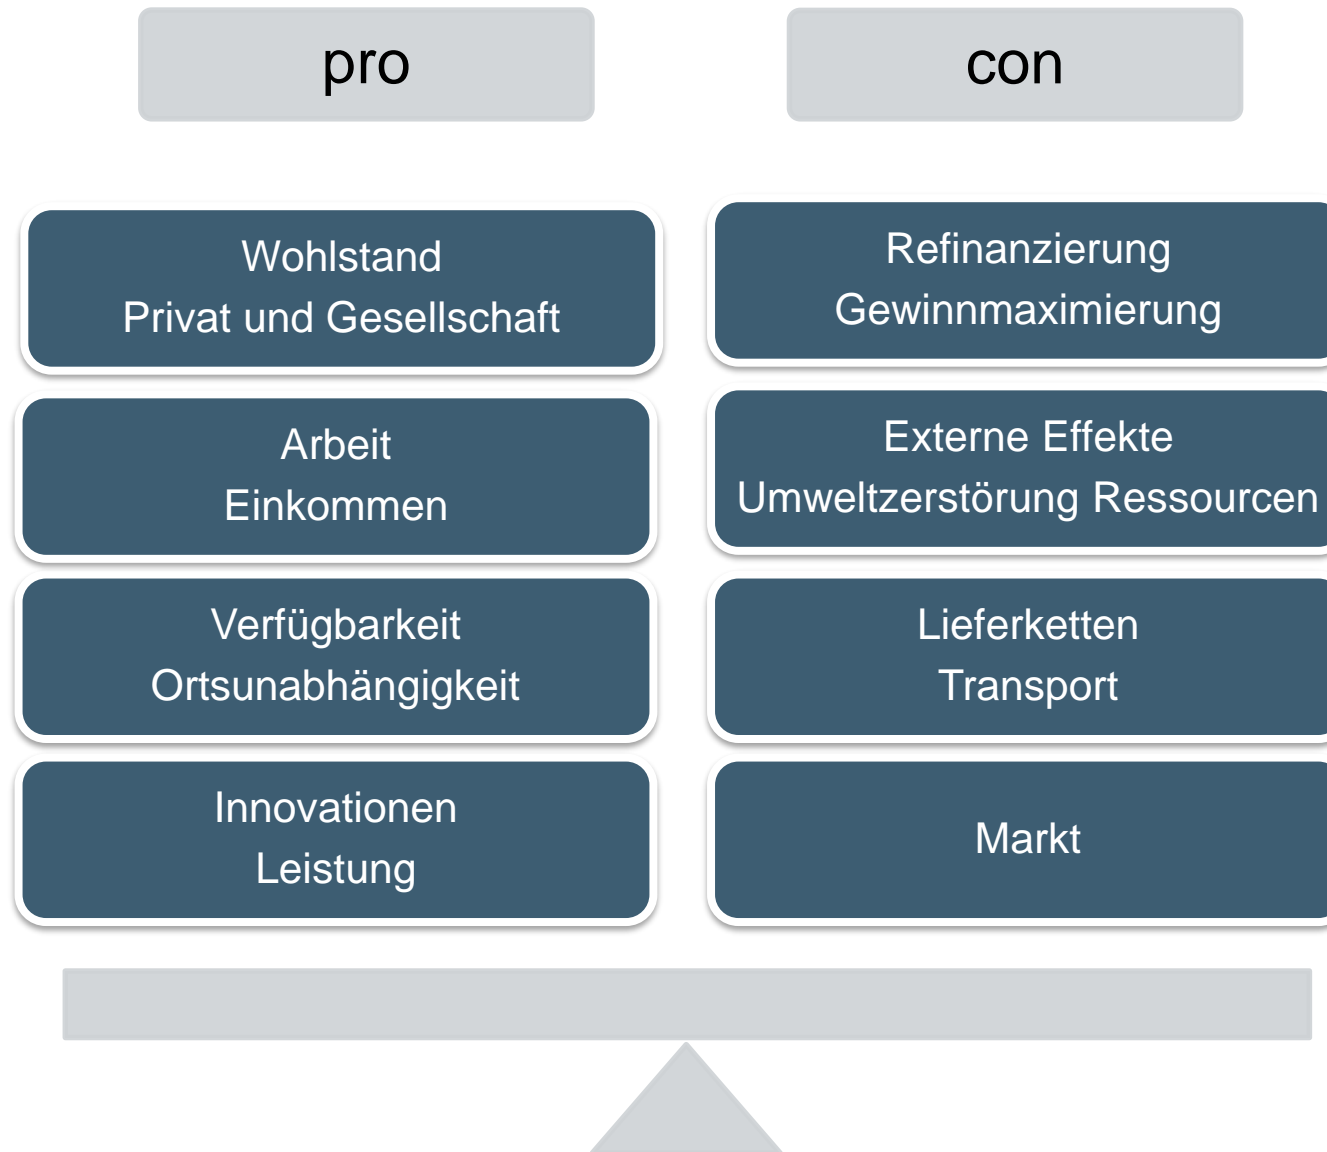 pro
con
Wohlstand
Privat und Gesellschaft
Arbeit
Einkommen
Verfügbarkeit
Ortsunabhängigkeit
Innovationen
Leistung
Refinanzierung
Gewinnmaximierung
Externe Effekte
Umweltzerstörung Ressourcen
Lieferketten
Transport
Markt